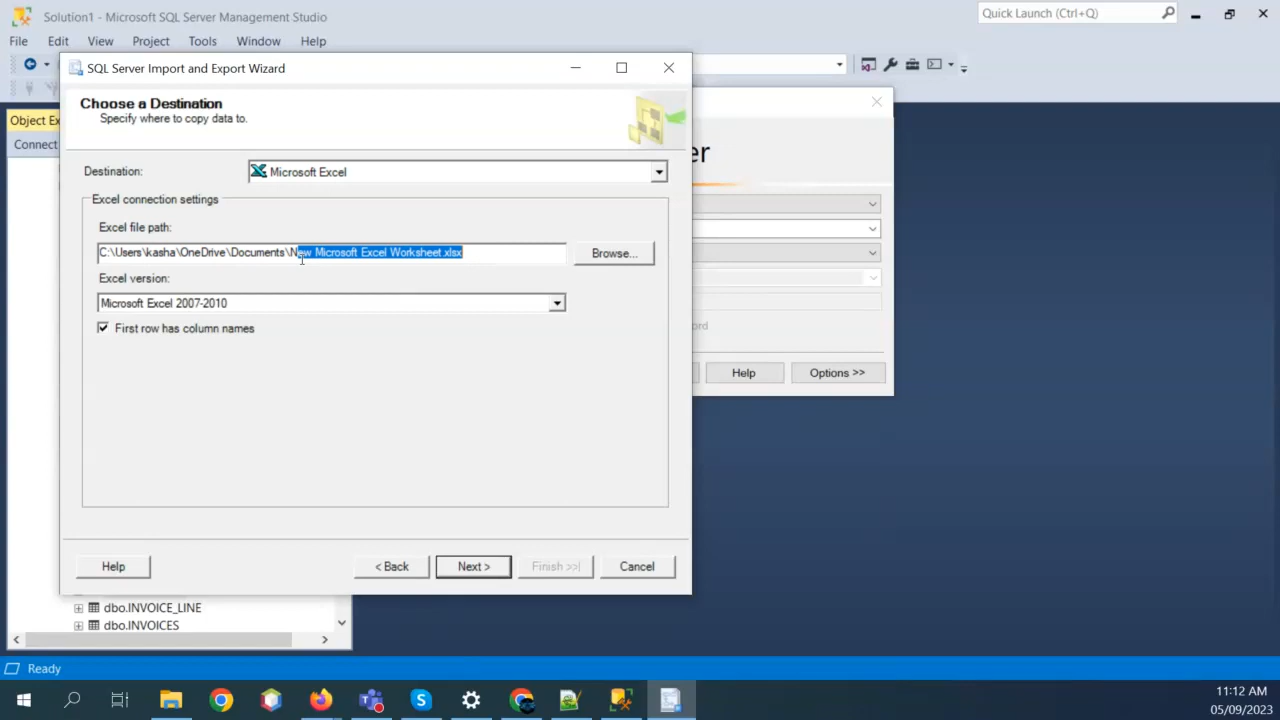 Solution1 - Microsoft SQL Server Management Studio
Quick Launch (Ctrl+Q)
File Edit View Project Tools Window Help
SQL Server Import and Export Wizard
Choose a Destination
Specify where to copy data to.
Object Ex
Connect
er
Destination: Microsoft Excel
Excel connection settings
Excel file path:
C:\Users\kasha\OneDrive\Documents\New Microsoft Excel Worksheet.xlsx
Browse...
Excel version:
Microsoft Excel 2007-2010
First row has column names
ord
Help Options >>
Help < Back Next > Finish >>| Cancel
dbo.INVOICE_LINE
dbo.INVOICES
Ready
11:12 AM
05/09/2023